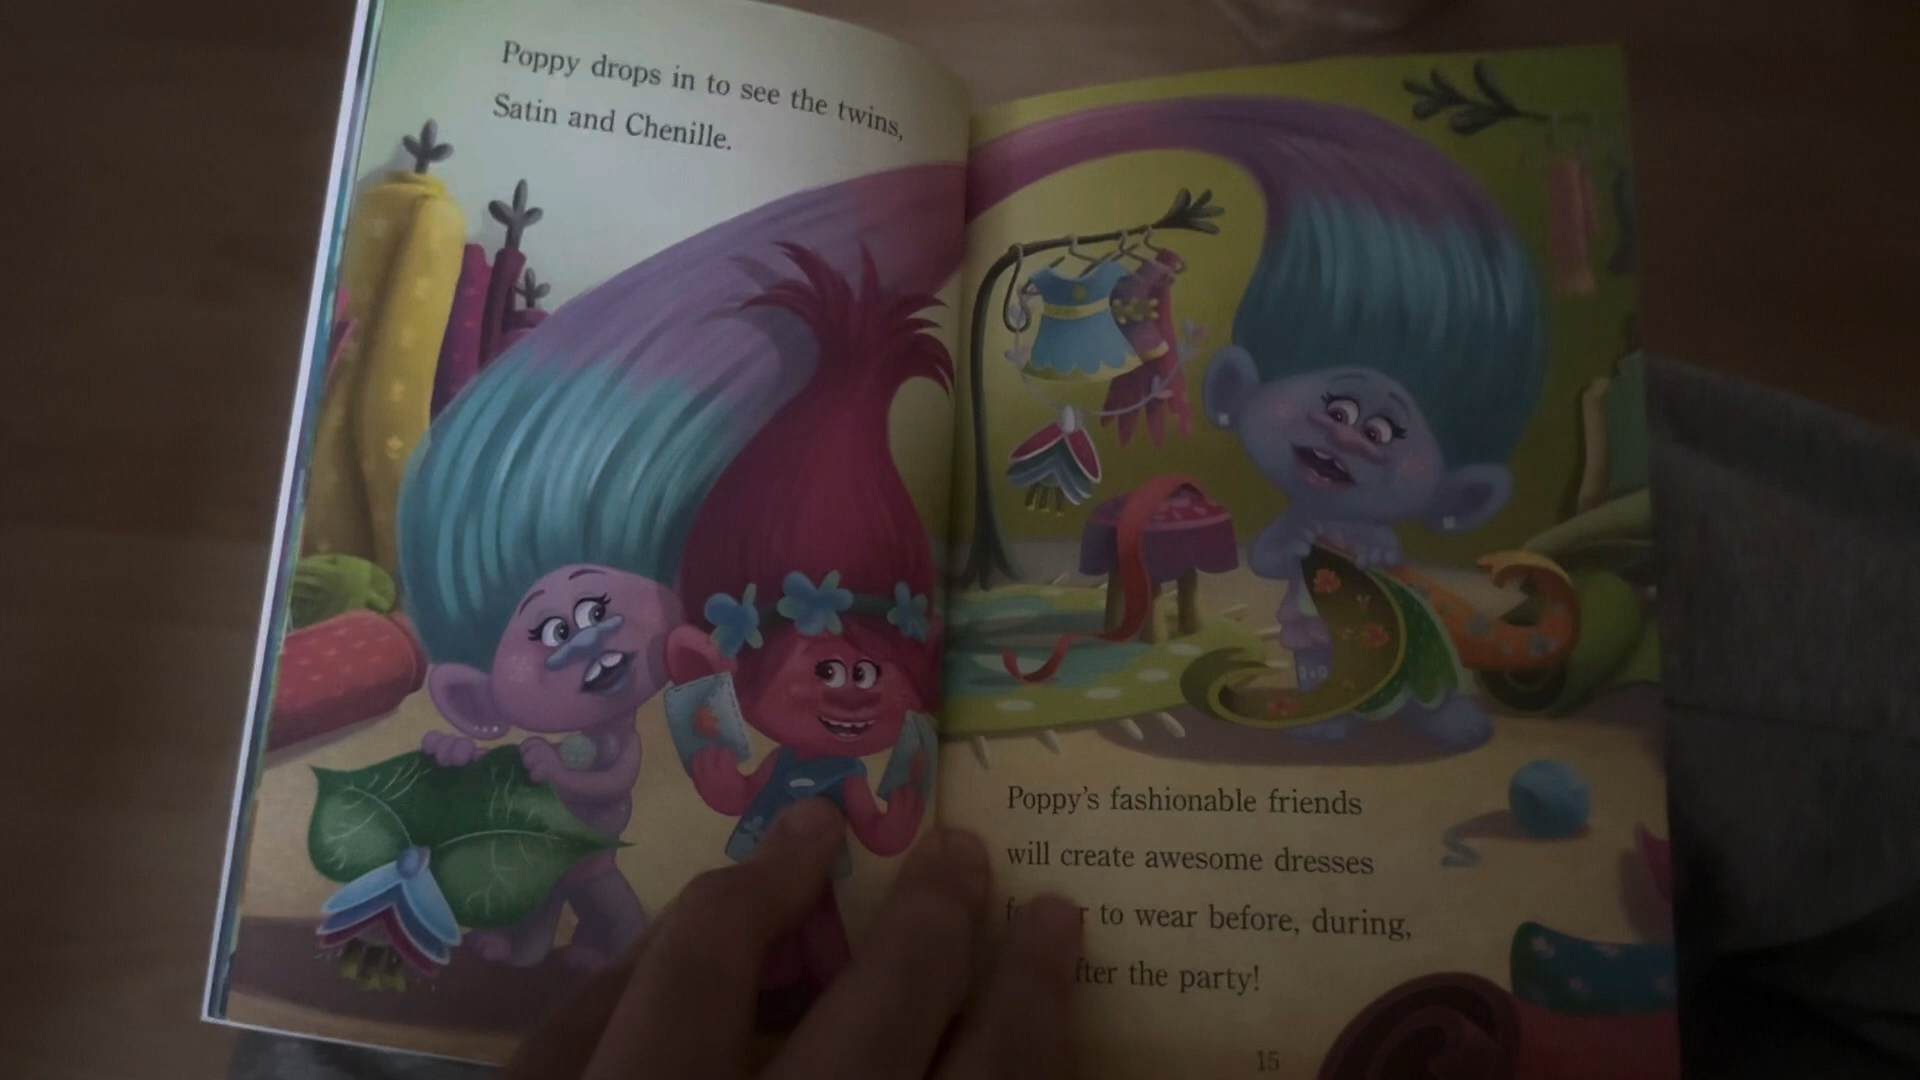 Poppy drops in to see the twins,
Satin and Chenille.
Poppy's fashionable friends
will create awesome dresses
to wear before, during,
the party!
15